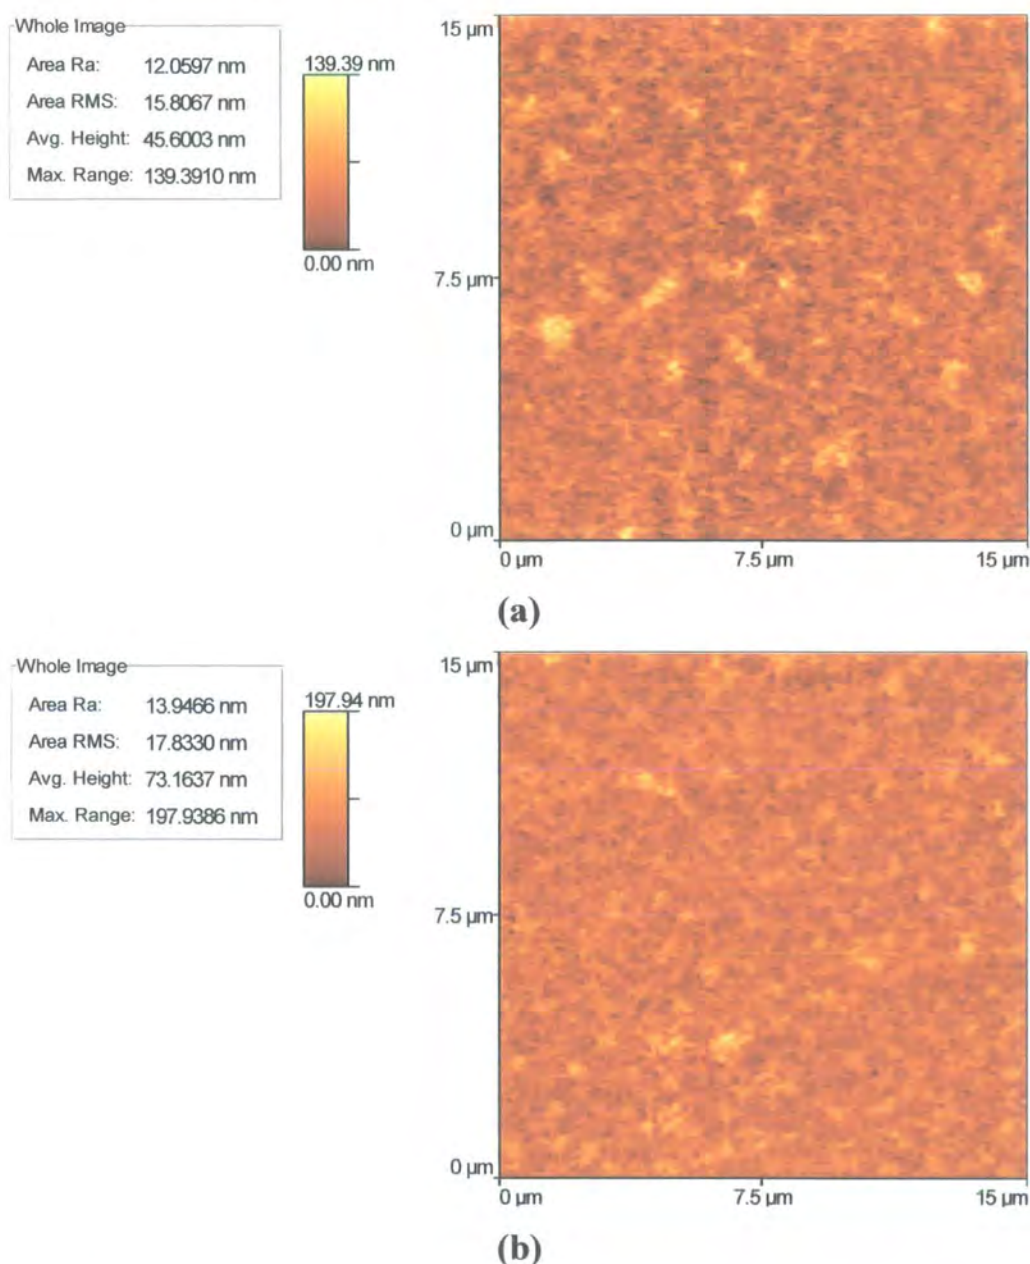 Whole Image
Area Ra: 12.0597 nm
Area RMS: 15.8067 nm
Avg. Height: 45.6003 nm
Max. Range: 139.3910 nm
139.39 nm
0.00 nm
15 µm
7.5 µm
0 µm
0 µm 7.5 µm 15 µm
(a)
Whole Image
Area Ra: 13.9466 nm
Area RMS: 17.8330 nm
Avg. Height: 73.1637 nm
Max. Range: 197.9386 nm
197.94 nm
0.00 nm
15 µm
7.5 µm
0 µm
0 µm 7.5 µm 15 µm
(b)